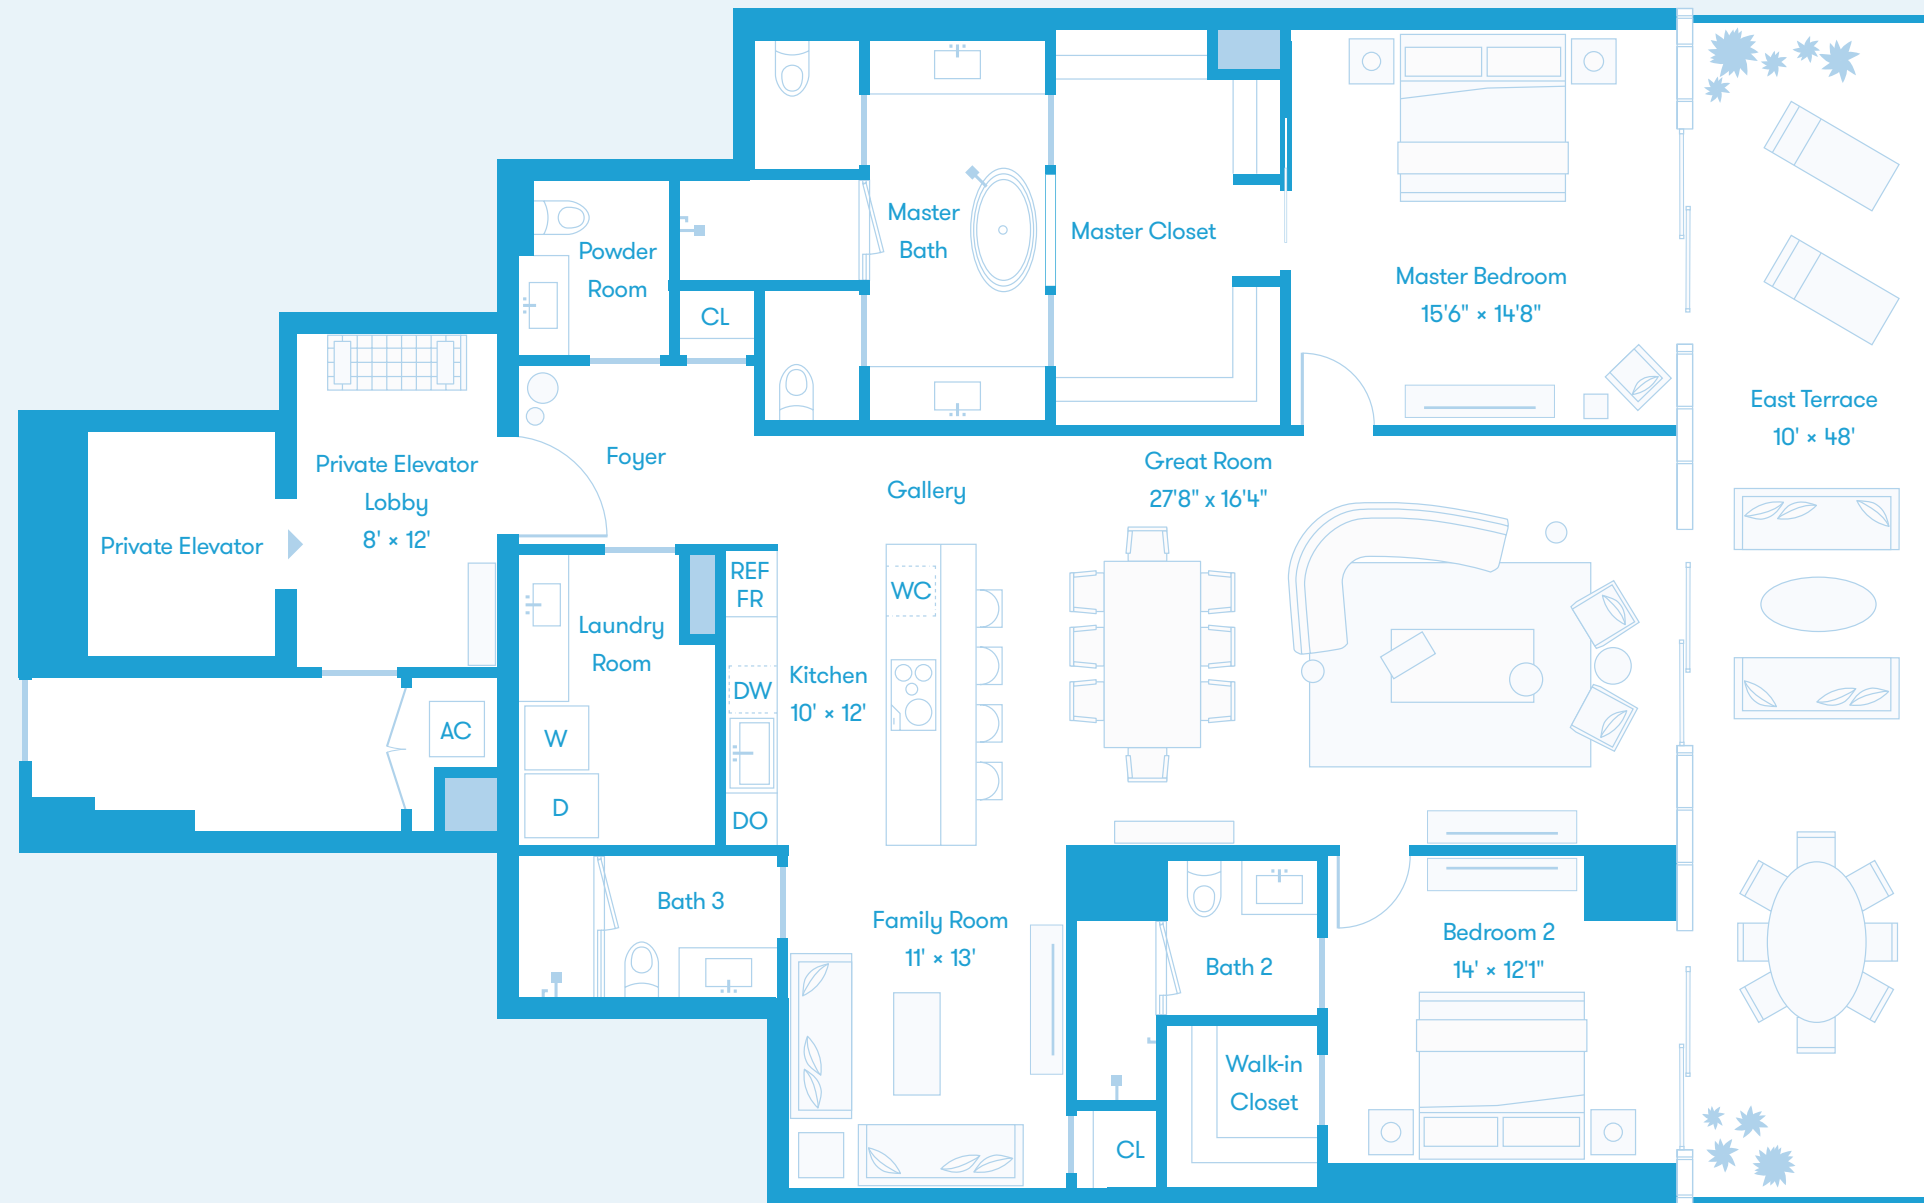 Private Elevator
Private Elevator
Lobby
8' × 12'
Powder
Room
CL
Foyer
Master
Bath
Master Closet
Master Bedroom
15'6" × 14'8"
East Terrace
10' × 48'
Gallery
Great Room
27'8" x 16'4"
AC
Laundry
Room
W
D
REF
FR
DW
DO
Kitchen
10' × 12'
WC
Bath 3
Family Room
11' × 13'
Bath 2
Walk-in
Closet
CL
Bedroom 2
14' × 12'1"